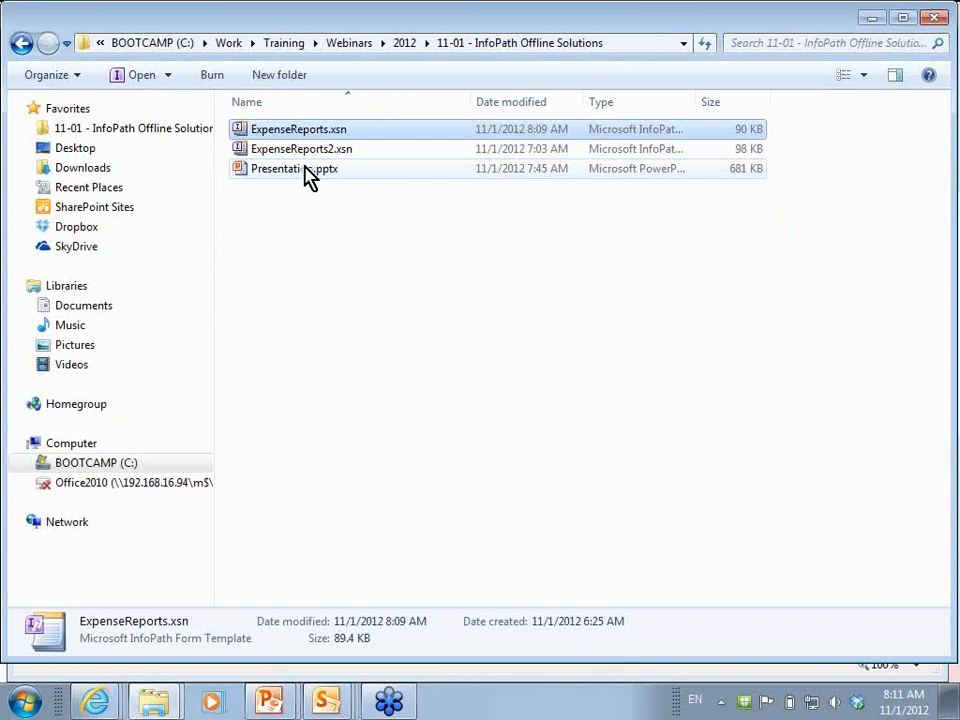 « BOOTCAMP (C:) Work Training Webinars 2012 11-01 - InfoPath Offline Solutions
Search 11-01 - InfoPath Offline Solutio...
Organize Open Burn New folder
Name Date modified Type Size
ExpenseReports.xsn 11/1/2012 8:09 AM Microsoft InfoPat... 90 KB
ExpenseReports2.xsn 11/1/2012 7:03 AM Microsoft InfoPat... 98 KB
.pptx 11/1/2012 7:45 AM Microsoft PowerP... 681 KB
Favorites
11-01 - InfoPath Offline Solution
Desktop
Downloads
Recent Places
SharePoint Sites
Dropbox
SkyDrive
Libraries
Documents
Music
Pictures
Videos
Homegroup
Computer
BOOTCAMP (C:)
Office2010 (\\192.168.16.94\m$\
Network
ExpenseReports.xsn Date modified: 11/1/2012 8:09 AM Date created: 11/1/2012 6:25 AM
Microsoft InfoPath Form Template Size: 89.4 KB
100%
EN 8:11 AM
11/1/2012